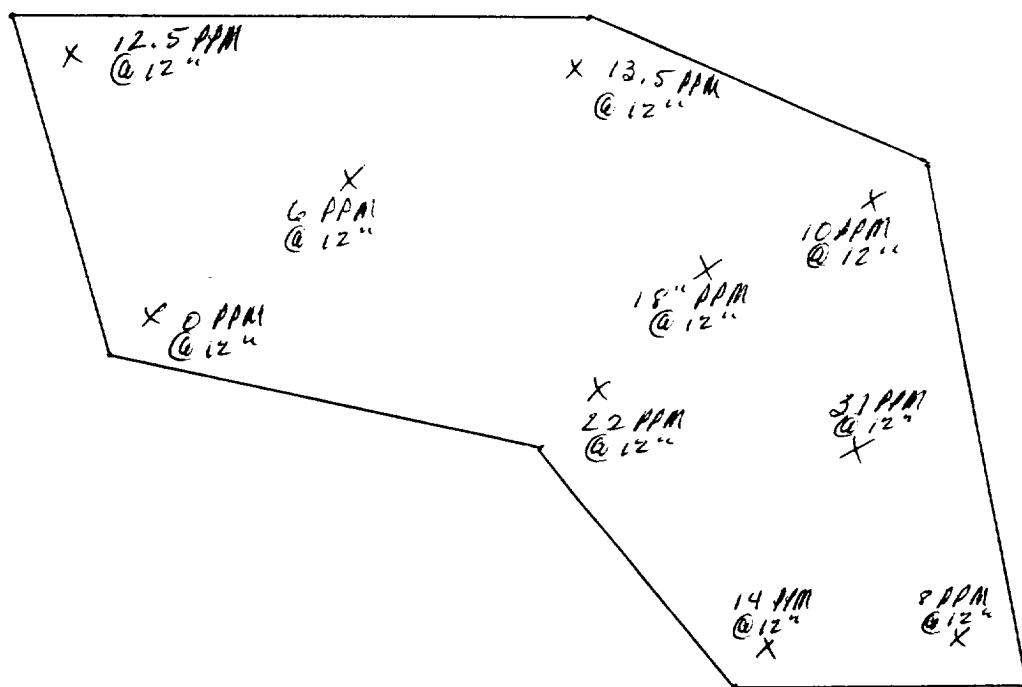 X 12.5 PPM
@ 12"
X 13.5 PPM
@ 12"
X
6 PPM
@ 12"
X
10 PPM
@ 12"
X
18" PPM
@ 12"
X 0 PPM
@ 12"
X
22 PPM
@ 12"
31 PPM
@ 12"
X
14 PPM
@ 12"
X
8 PPM
@ 12"
X